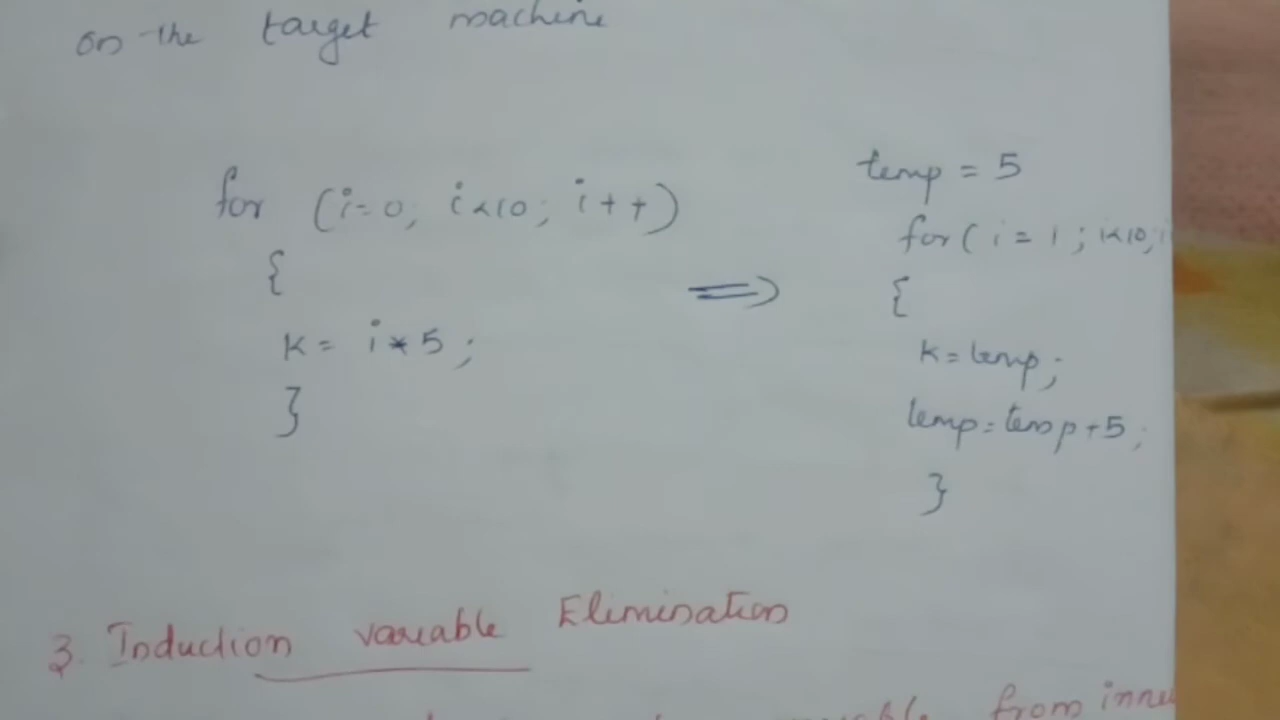 on the target machine
for (i=0; i<10; i++)
{
k= i*5;
}
⇒
temp = 5
for( i = 1 ; i<10; i
{
k=temp;
temp=temp+5;
}
3. Induction variable Elimination
from inne